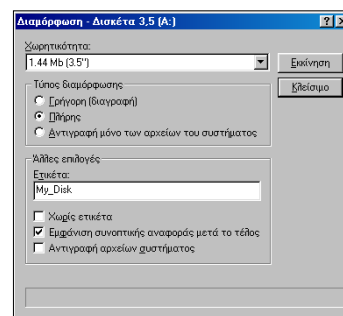 Διαμόρφωση - Δισκέτα 3,5 (A:)
Χωρητικότητα:
1.44 Mb (3.5'')
Εκκίνηση
Κλείσιμο
Τύπος διαμόρφωσης
Γρήγορη (διαγραφή)
Πλήρης
Αντιγραφή μόνο των αρχείων του συστήματος
Άλλες επιλογές
Ετικέτα:
My_Disk
Χωρίς ετικέτα
Εμφάνιση συνοπτικής αναφοράς μετά το τέλος
Αντιγραφή αρχείων συστήματος